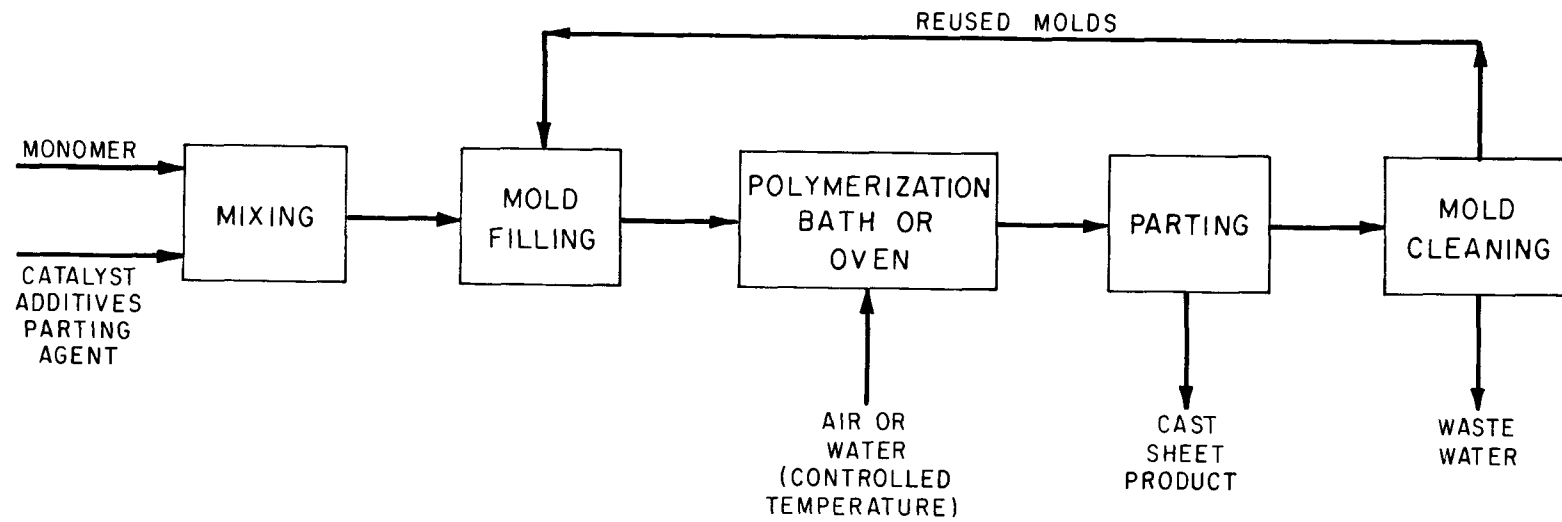 REUSED MOLDS
MONOMER
CATALYST
ADDITIVES
PARTING
AGENT
MIXING
MOLD
FILLING
POLYMERIZATION
BATH OR
OVEN
AIR OR
WATER
(CONTROLLED
TEMPERATURE)
PARTING
CAST
SHEET
PRODUCT
MOLD
CLEANING
WASTE
WATER